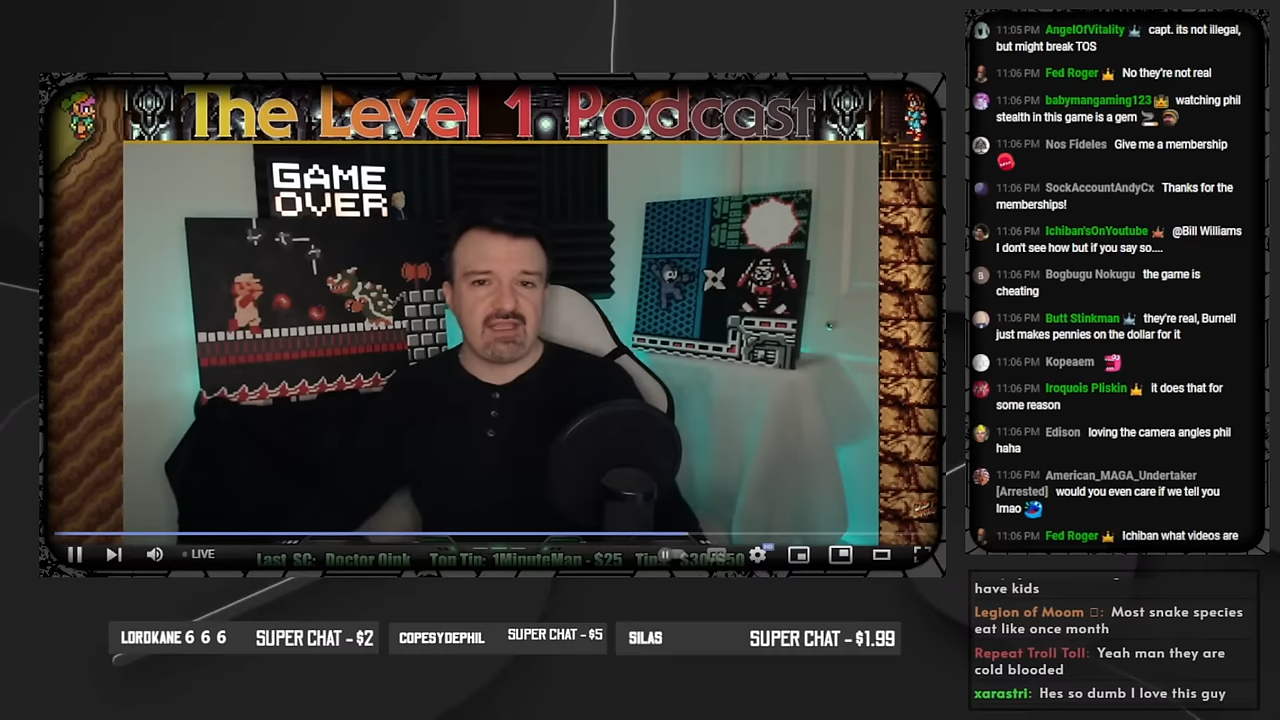 The Level 1 Podcast
GAME
OVER
LIVE
Last SC: Doctor Oink Top Tip: 1MinuteMan - $25
LORDKANE 6 6 6 SUPER CHAT - $2
COPESYDEPHIL SUPER CHAT - $5
SILAS SUPER CHAT - $1.99
11:05 PM AngelOfVitality capt. its not illegal,
but might break TOS
11:06 PM Fed Roger No they're not real
11:06 PM babymangaming123 watching phil
stealth in this game is a gem
11:06 PM Nos Fideles Give me a membership
11:06 PM SockAccountAndyCx Thanks for the
memberships!
11:06 PM Ichiban'sOnYoutube @Bill Williams
I don't see how but if you say so....
11:06 PM Bogbugu Nokugu the game is
cheating
11:06 PM Butt Stinkman they're real, Burnell
just makes pennies on the dollar for it
11:06 PM Kopeaem
11:06 PM Iroquois Pliskin it does that for
some reason
11:06 PM Edison loving the camera angles phil
haha
11:06 PM American_MAGA_Undertaker
[Arrested] would you even care if we tell you
lmao
11:06 PM Fed Roger Ichiban what videos are
have kids
Legion of Moom: Most snake species
eat like once month
Repeat Troll Toll: Yeah man they are
cold blooded
xarastri: Hes so dumb I love this guy